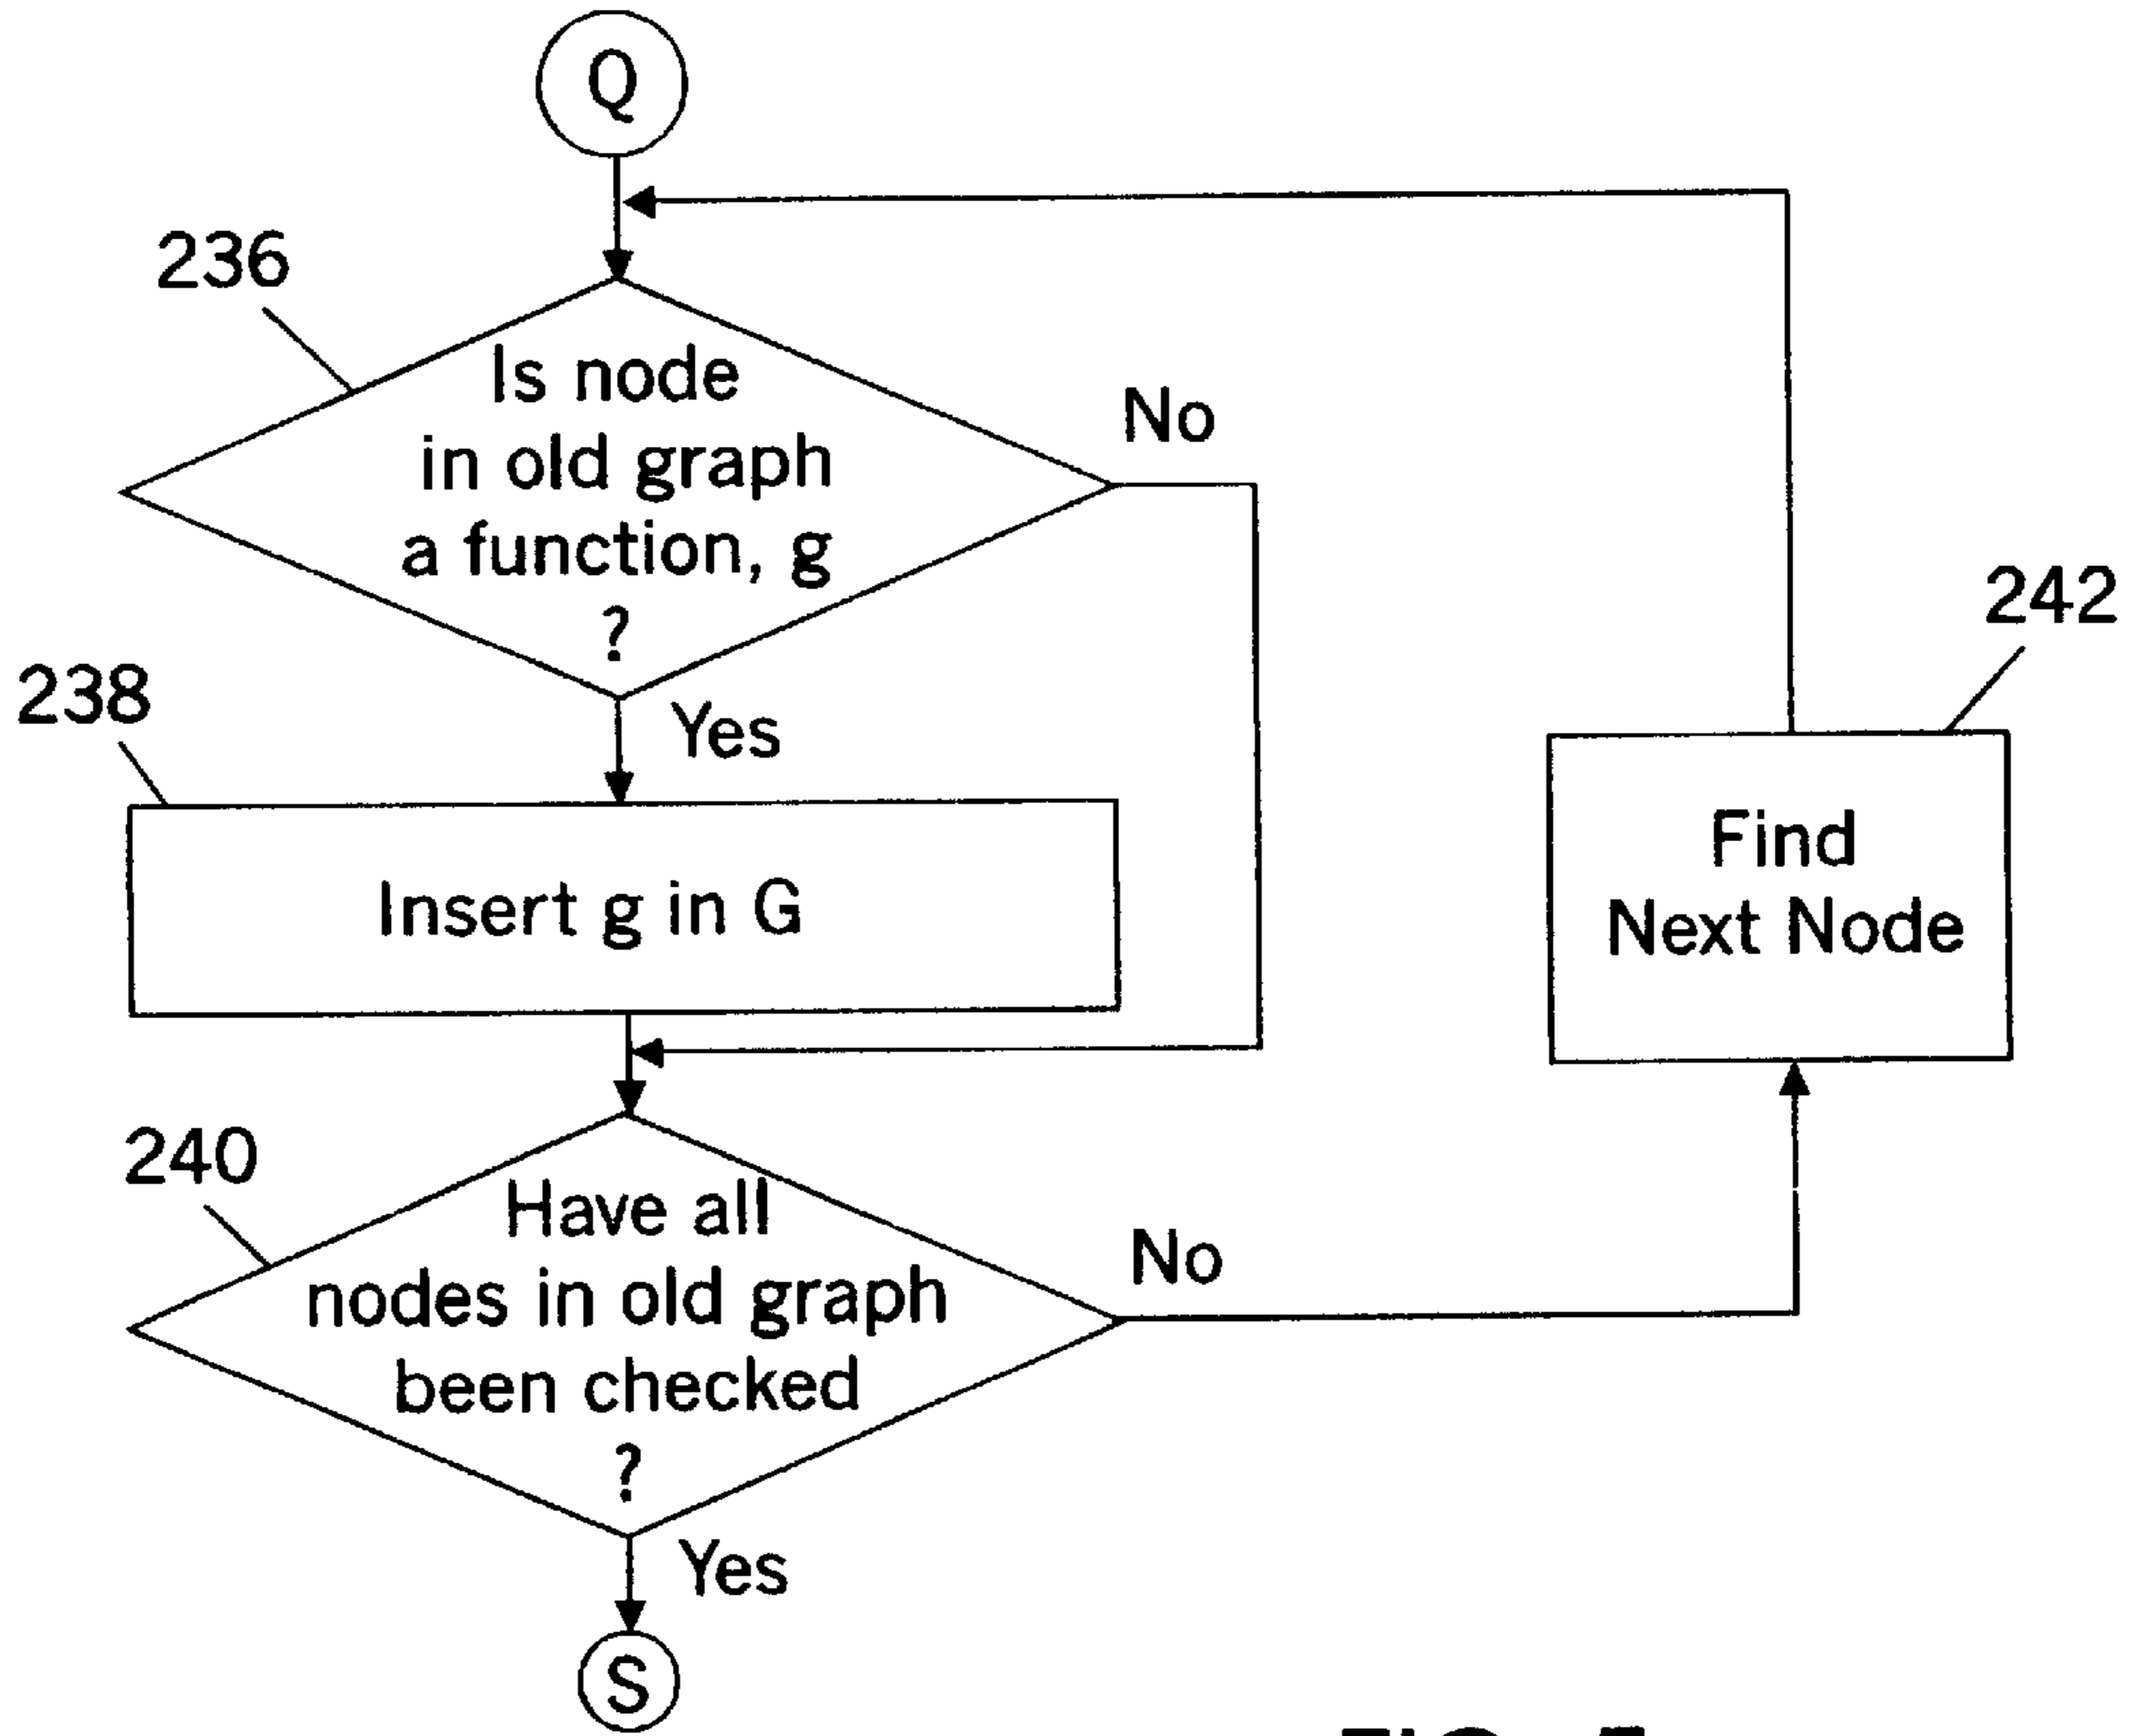 Q
236
Is node
in old graph
a function, g
?
No
Yes
238
Insert g in G
242
Find
Next Node
240
Have all
nodes in old graph
been checked
?
No
Yes
S